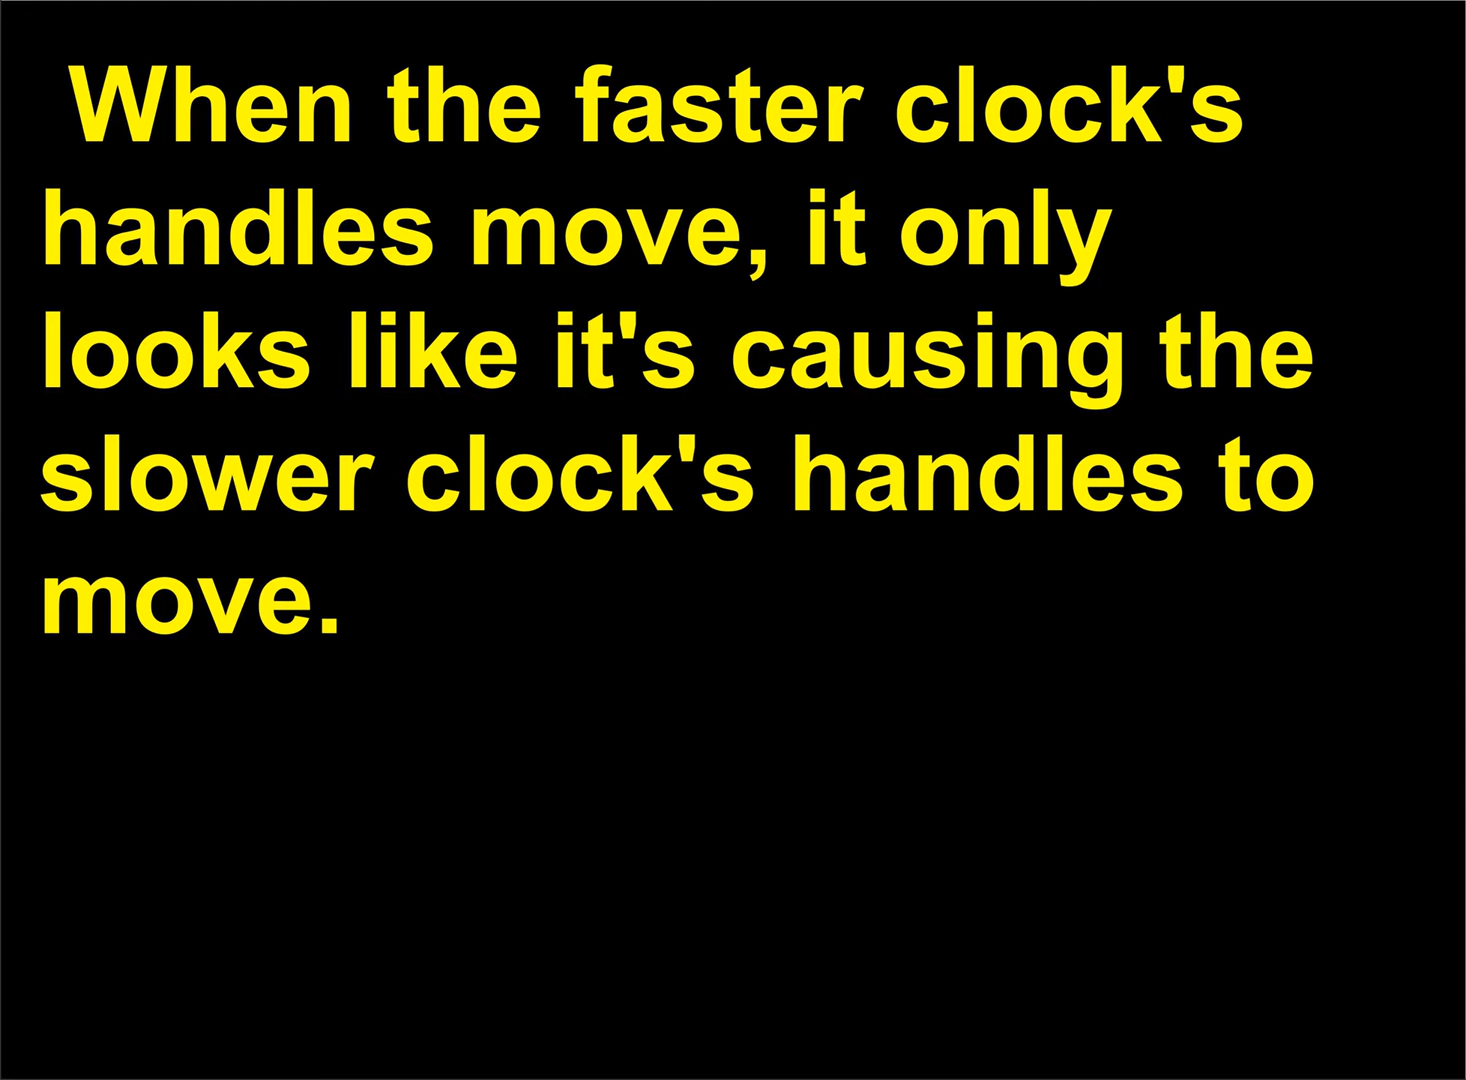 When the faster clock's
handles move, it only
looks like it's causing the
slower clock's handles to
move.